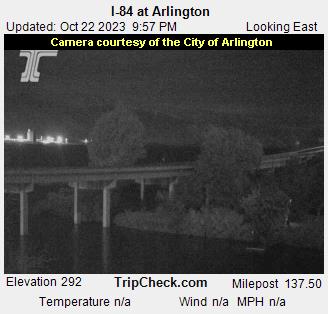 I-84 at Arlington
Updated: Oct 22 2023 9:57 PM Looking East
Camera courtesy of the City of Arlington
Elevation 292 TripCheck.com Milepost 137.50
Temperature n/a Wind n/a MPH n/a